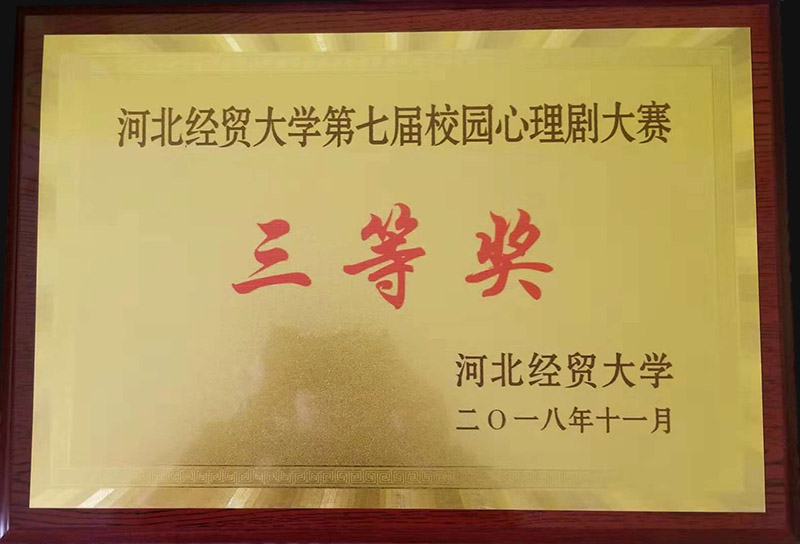 河北经贸大学第七届校园心理剧大赛
三等奖
河北经贸大学
二〇一八年十一月